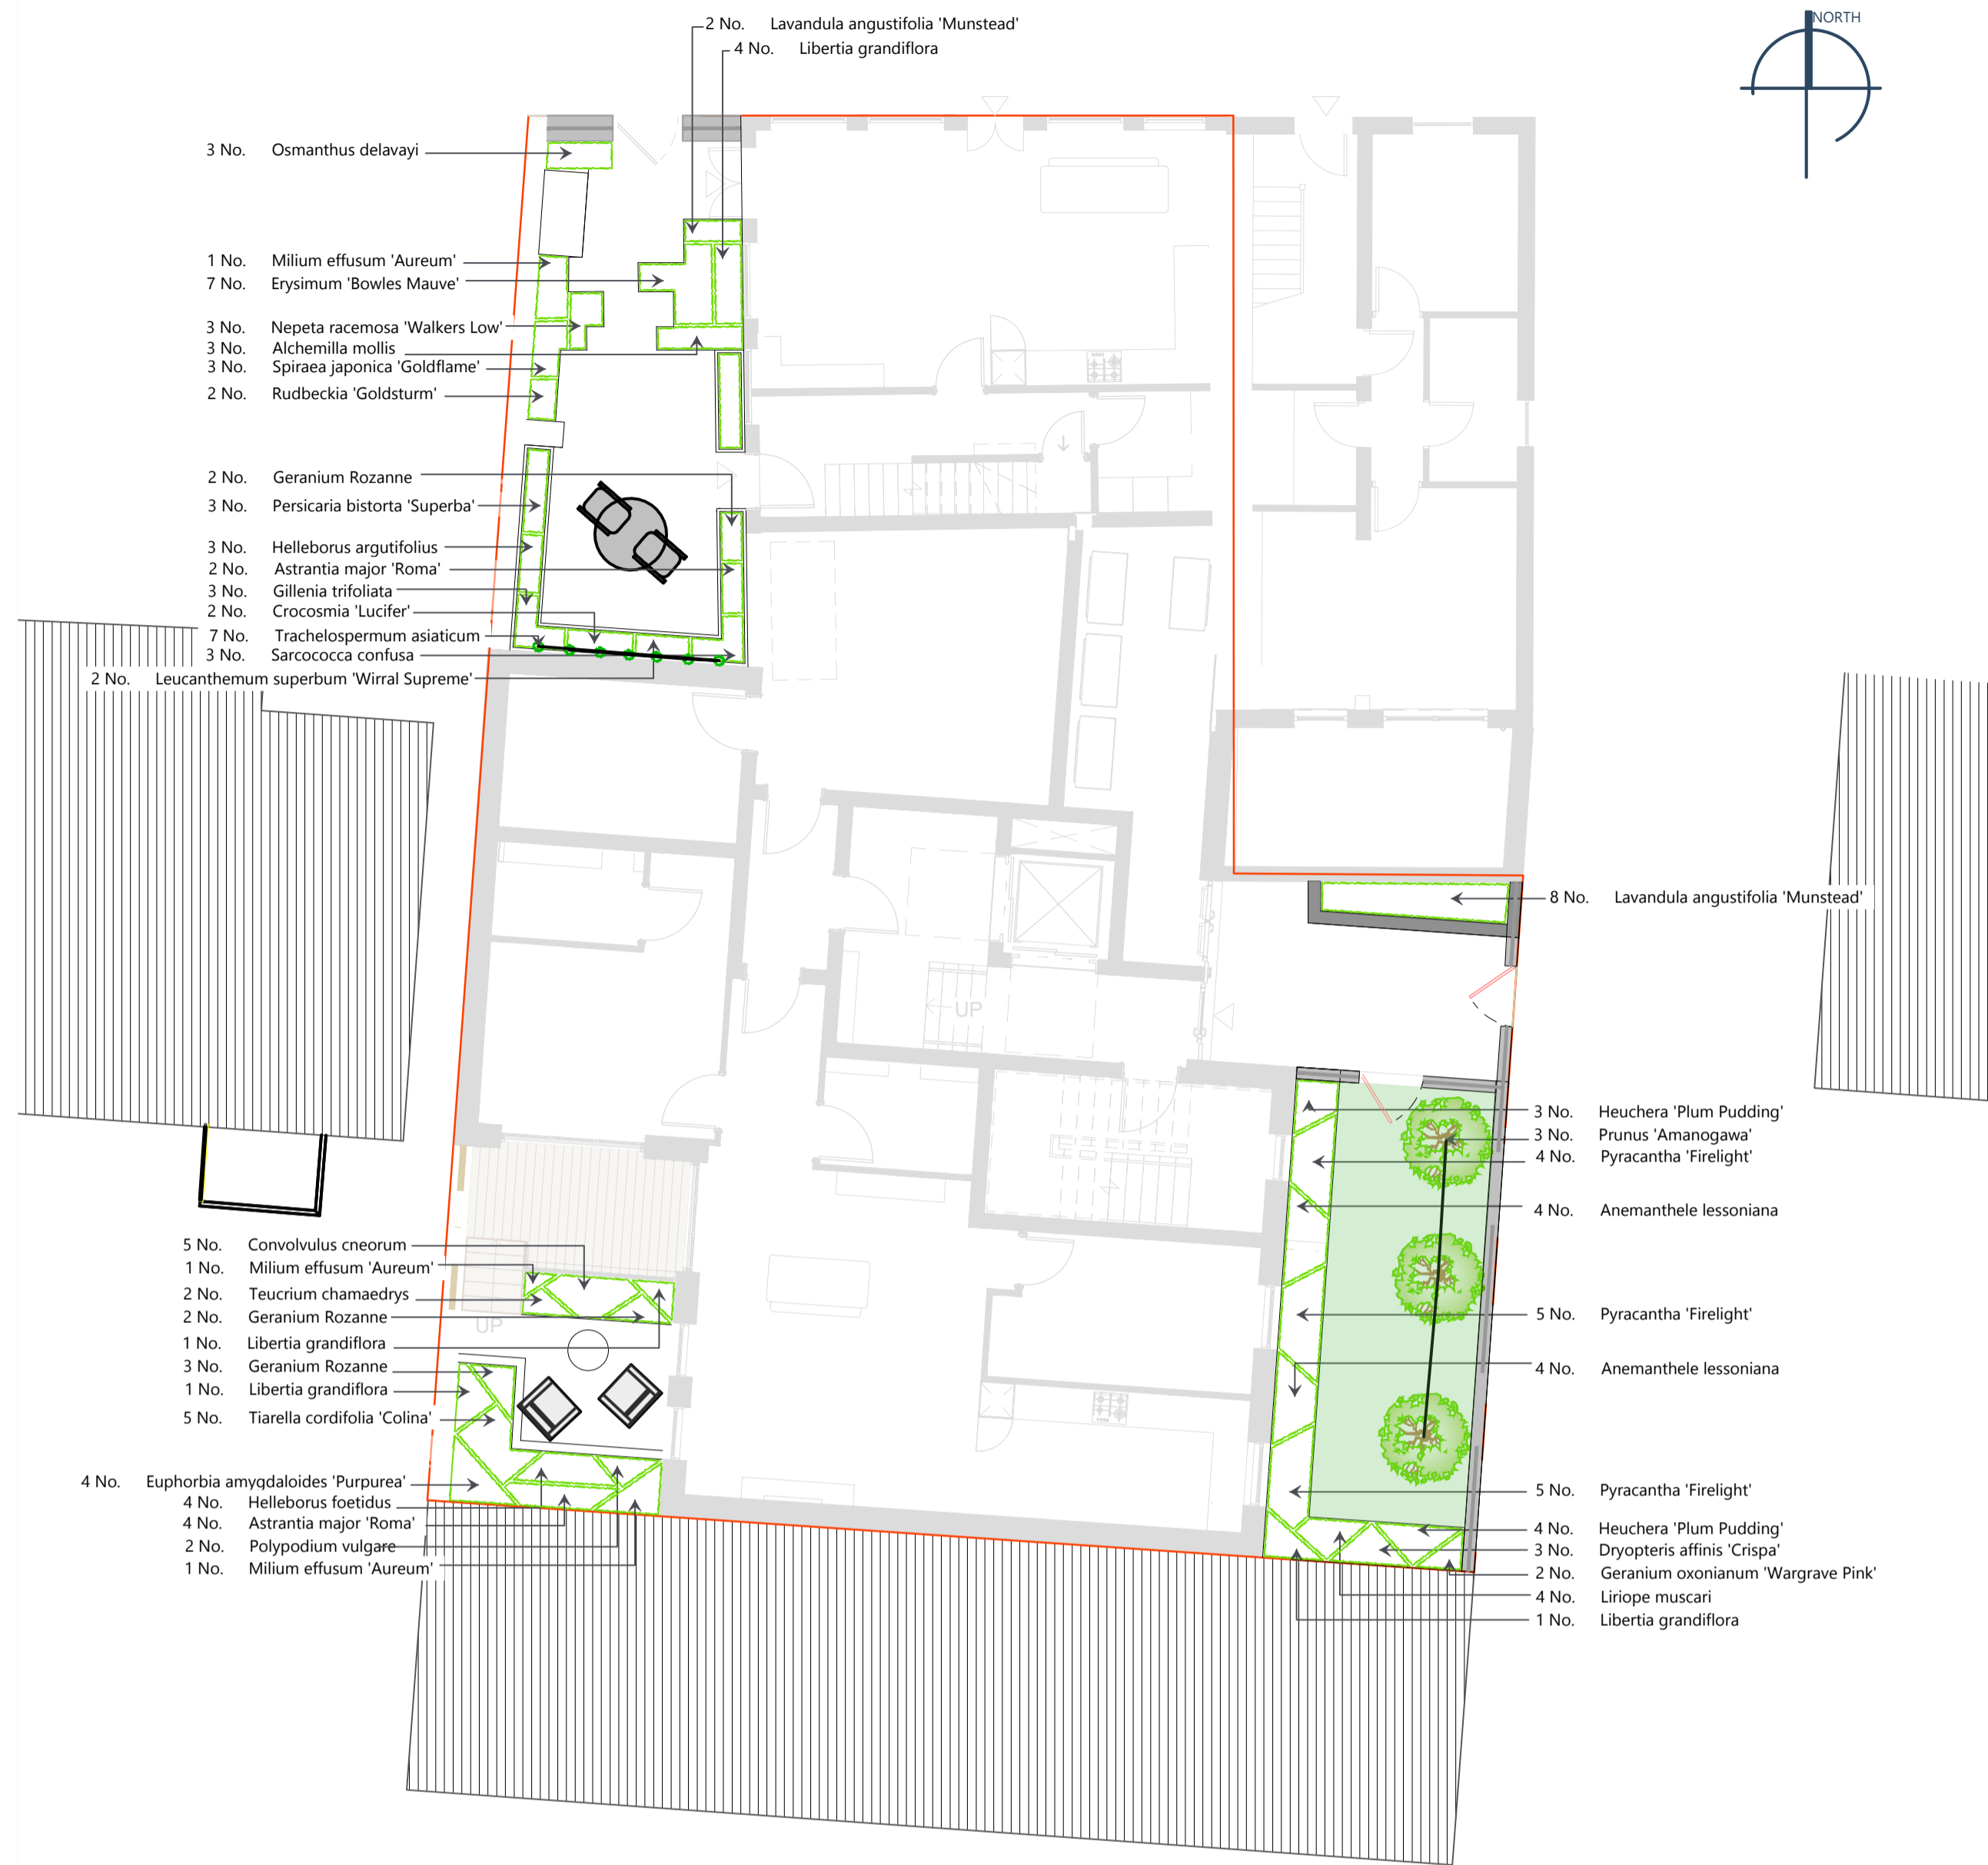 2 No. Lavandula angustifolia 'Munstead'
4 No. Libertia grandiflora
NORTH
3 No. Osmanthus delavayi
1 No. Milium effusum 'Aureum'
7 No. Erysimum 'Bowles Mauve'
3 No. Nepeta racemosa 'Walkers Low'
3 No. Alchemilla mollis
3 No. Spiraea japonica 'Goldflame'
2 No. Rudbeckia 'Goldsturm'
2 No. Geranium Rozanne
3 No. Persicaria bistorta 'Superba'
3 No. Helleborus argutifolius
2 No. Astrantia major 'Roma'
3 No. Gillenia trifoliata
2 No. Crocosmia 'Lucifer'
7 No. Trachelospermum asiaticum
3 No. Sarcococca confusa
2 No. Leucanthemum superbum 'Wirral Supreme'
8 No. Lavandula angustifolia 'Munstead'
UP
3 No. Heuchera 'Plum Pudding'
3 No. Prunus 'Amanogawa'
4 No. Pyracantha 'Firelight'
4 No. Anemanthele lessoniana
5 No. Pyracantha 'Firelight'
4 No. Anemanthele lessoniana
5 No. Pyracantha 'Firelight'
4 No. Heuchera 'Plum Pudding'
3 No. Dryopteris affinis 'Crispa'
2 No. Geranium oxonianum 'Wargrave Pink'
4 No. Liriope muscari
1 No. Libertia grandiflora
5 No. Convolvulus cneorum
1 No. Milium effusum 'Aureum'
2 No. Teucrium chamaedrys
2 No. Geranium Rozanne
UP
1 No. Libertia grandiflora
3 No. Geranium Rozanne
1 No. Libertia grandiflora
5 No. Tiarella cordifolia 'Colina'
4 No. Euphorbia amygdaloides 'Purpurea'
4 No. Helleborus foetidus
4 No. Astrantia major 'Roma'
2 No. Polypodium vulgare
1 No. Milium effusum 'Aureum'